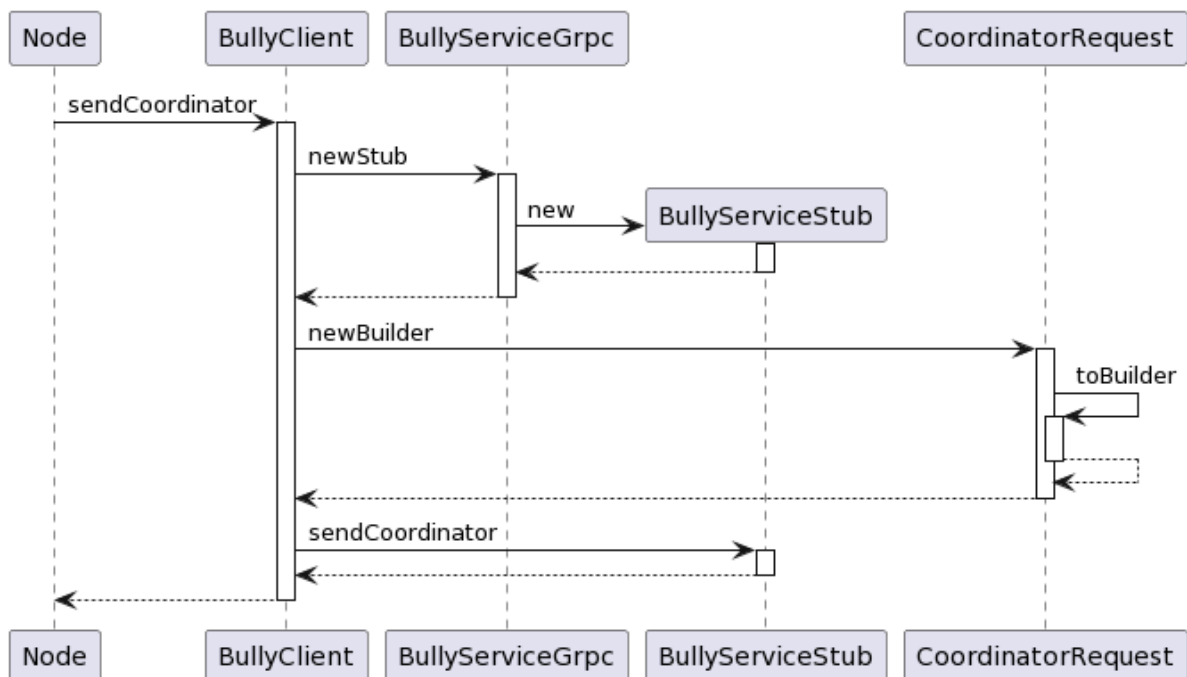 Node
BullyClient
BullyServiceGrpc
CoordinatorRequest
sendCoordinator
newStub
new
BullyServiceStub
newBuilder
toBuilder
sendCoordinator
Node
BullyClient
BullyServiceGrpc
BullyServiceStub
CoordinatorRequest